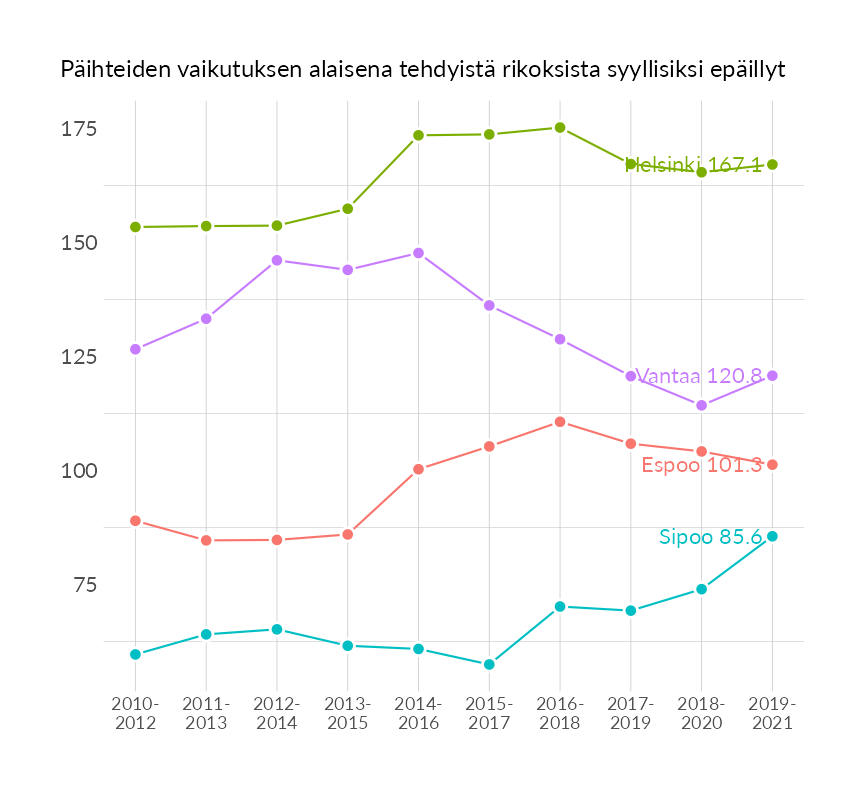 Päihteiden vaikutuksen alaisena tehdyistä rikoksista syyllisiksi epäillyt
175
Helsinki 167.1
150
125
Vantaa 120.8
100
Espoo 101.3
Sipoo 85.6
75
2010- 2011- 2012- 2013- 2014- 2015- 2016- 2017- 2018- 2019-
2012 2013 2014 2015 2016 2017 2018 2019 2020 2021